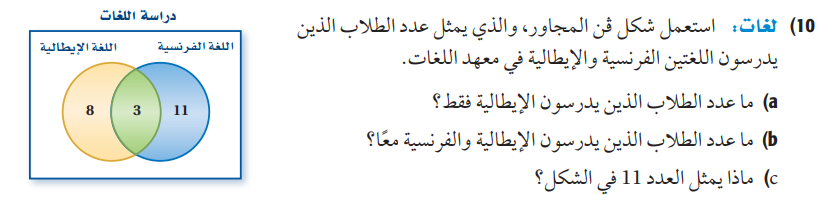 10) لغات: استعمل شكل ڤن المجاور، والذي يمثل عدد الطلاب الذين
يدرسون اللغتين الفرنسية والإيطالية في معهد اللغات.
a) ما عدد الطلاب الذين يدرسون الإيطالية فقط؟
b) ما عدد الطلاب الذين يدرسون الإيطالية والفرنسية معًا؟
c) ماذا يمثل العدد 11 في الشكل؟
دراسة اللغات
اللغة الفرنسية اللغة الإيطالية
8 3 11